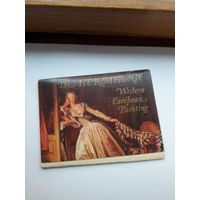 The HERMITAGE
Western
European
Painting